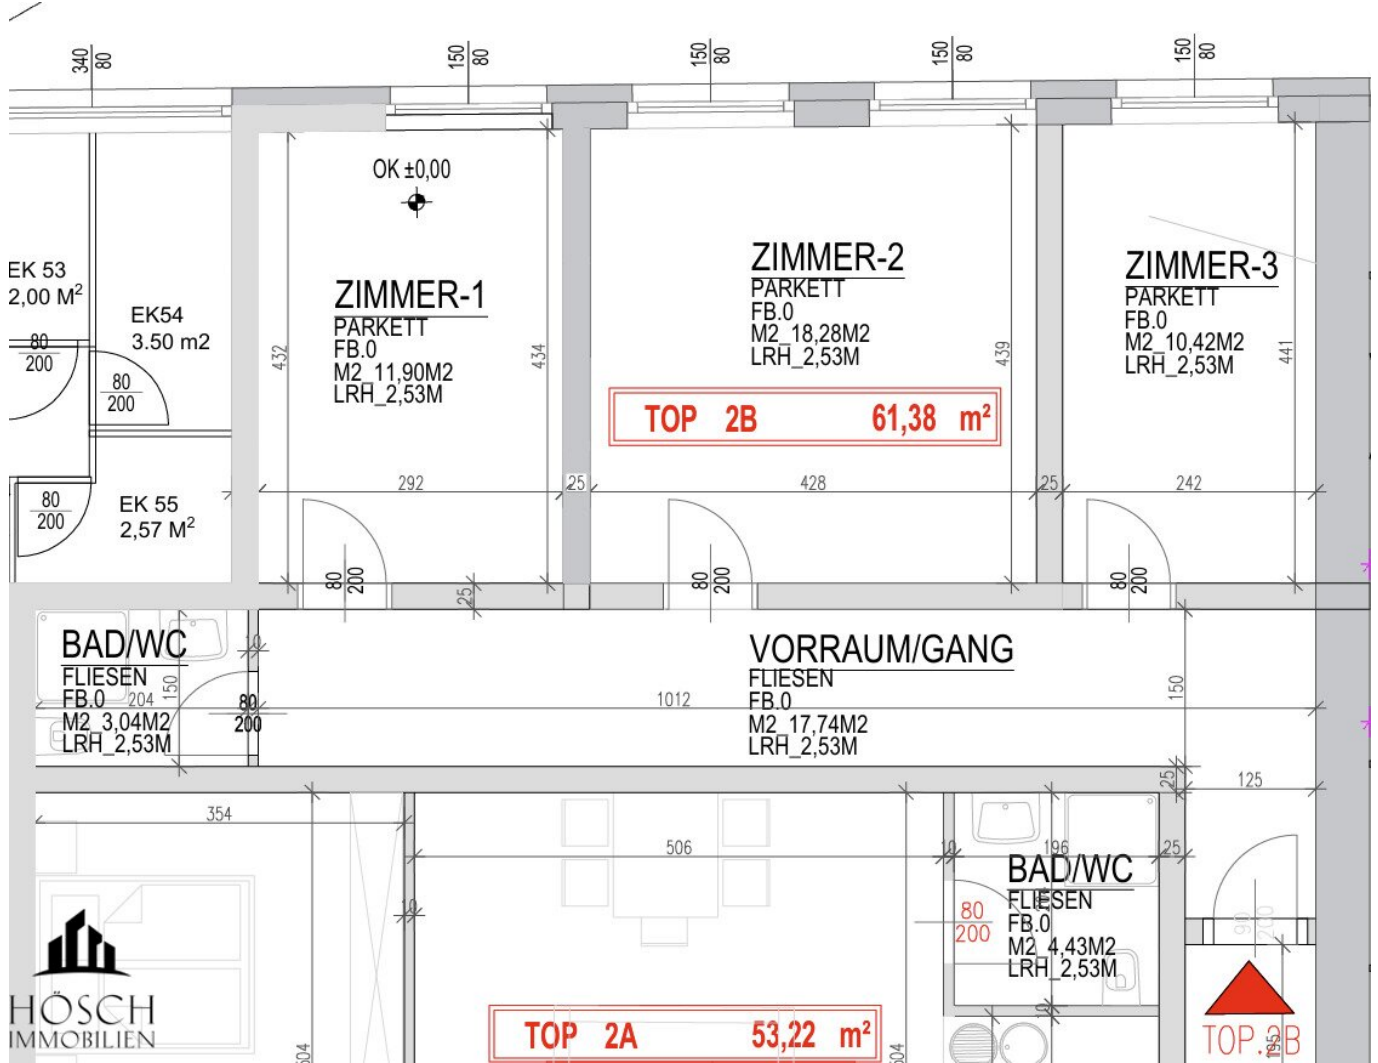 340
80
150
80
150
80
150
80
150
80
OK ±0,00
EK 53
2,00 M²
80
200
EK54
3.50 m2
80
200
EK 55
2,57 M²
80
200
ZIMMER-1
PARKETT
FB.0
M2_11,90M2
LRH_2,53M
432
434
292
25
ZIMMER-2
PARKETT
FB.0
M2_18,28M2
LRH_2,53M
439
TOP 2B 61,38 m²
428
25
ZIMMER-3
PARKETT
FB.0
M2_10,42M2
LRH_2,53M
441
242
80
200
25
80
200
80
200
BAD/WC
FLIESEN
FB.0
M2_3,04M2
LRH_2,53M
204
150
10
80
200
VORRAUM/GANG
FLIESEN
FB.0
M2_17,74M2
LRH_2,53M
1012
150
25
125
354
506
10
196
25
10
BAD/WC
FLIESEN
FB.0
M2_4,43M2
LRH_2,53M
80
200
90
200
10
TOP 2A 53,22 m²
604
604
TOP.2B
195
HÖSCH
IMMOBILIEN